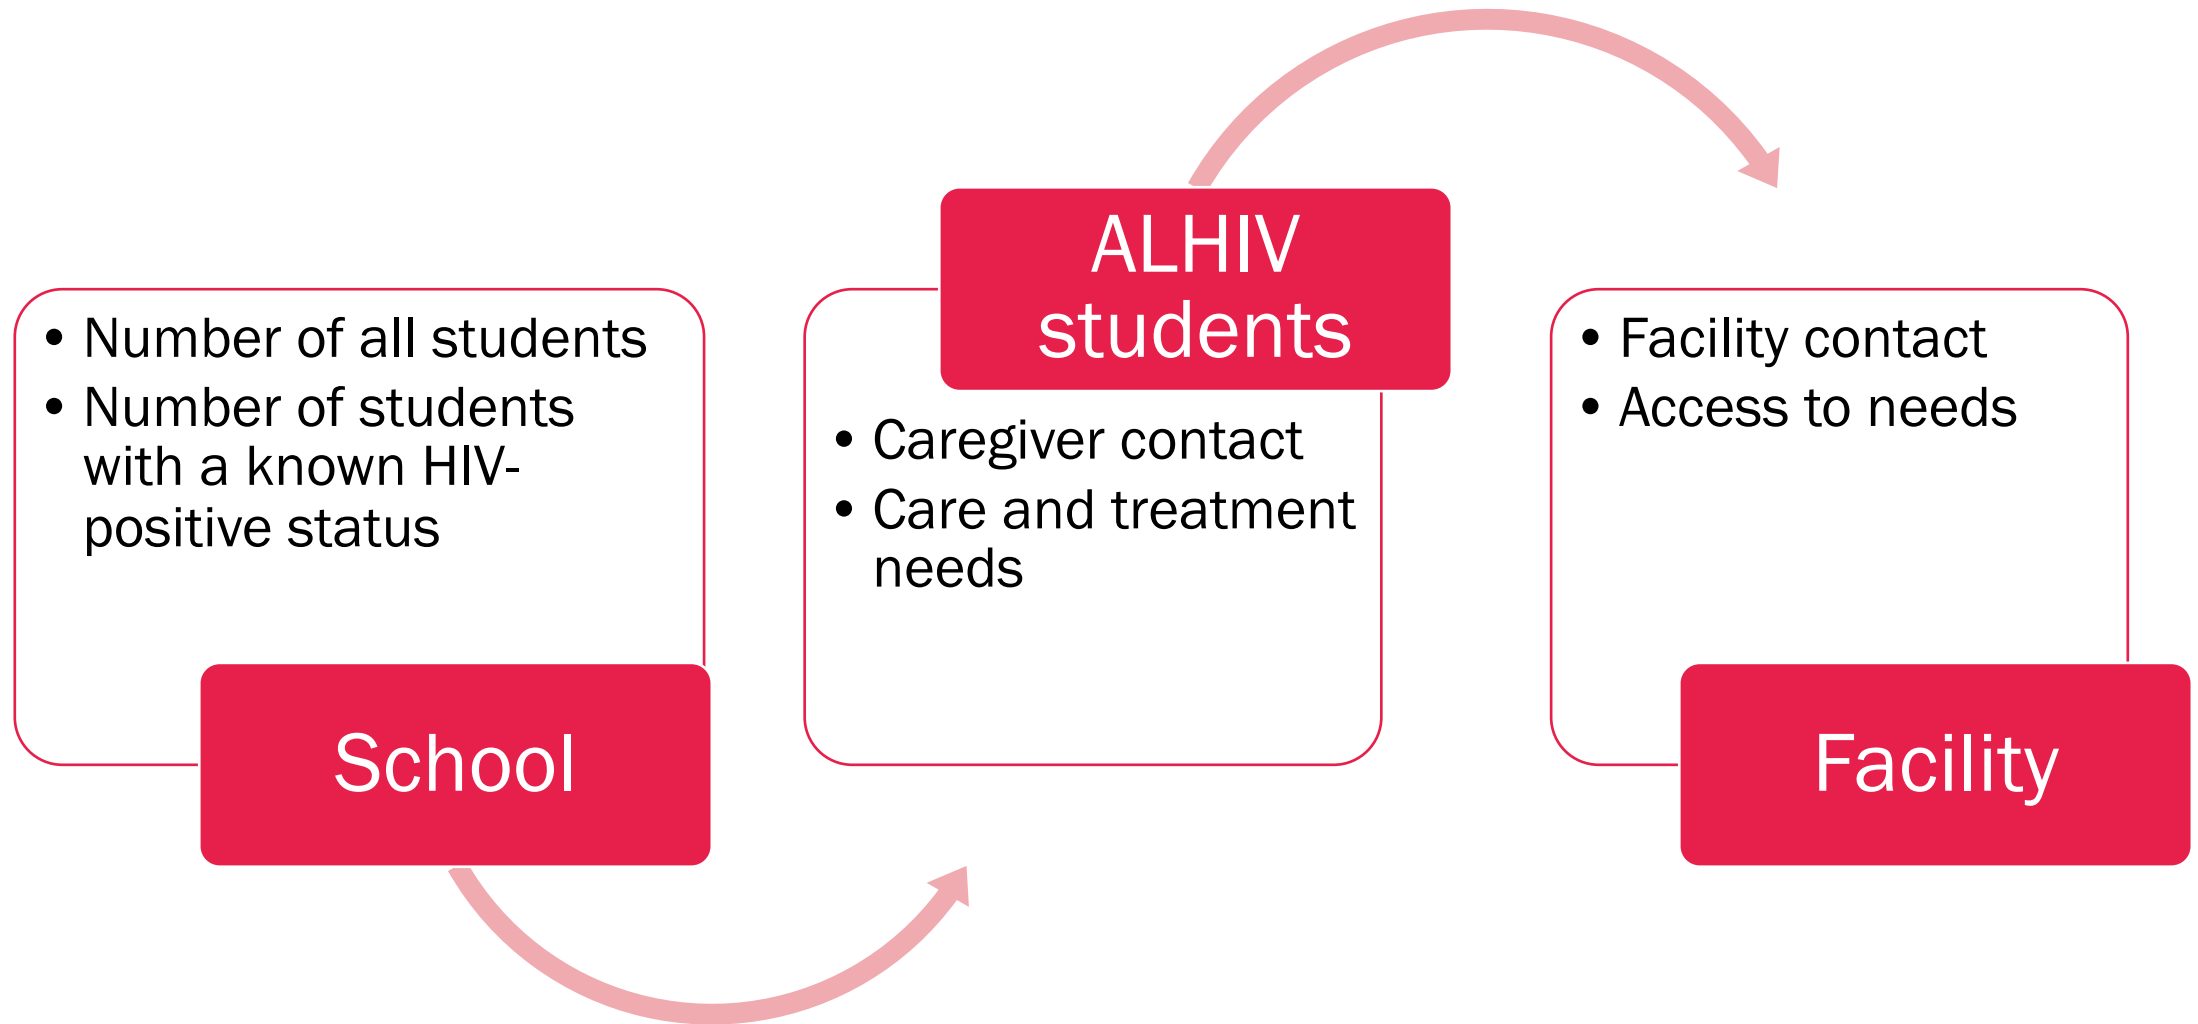 • Number of all students
• Number of students
with a known HIV-
positive status
School
ALHIV
students
• Caregiver contact
• Care and treatment
needs
• Facility contact
• Access to needs
Facility